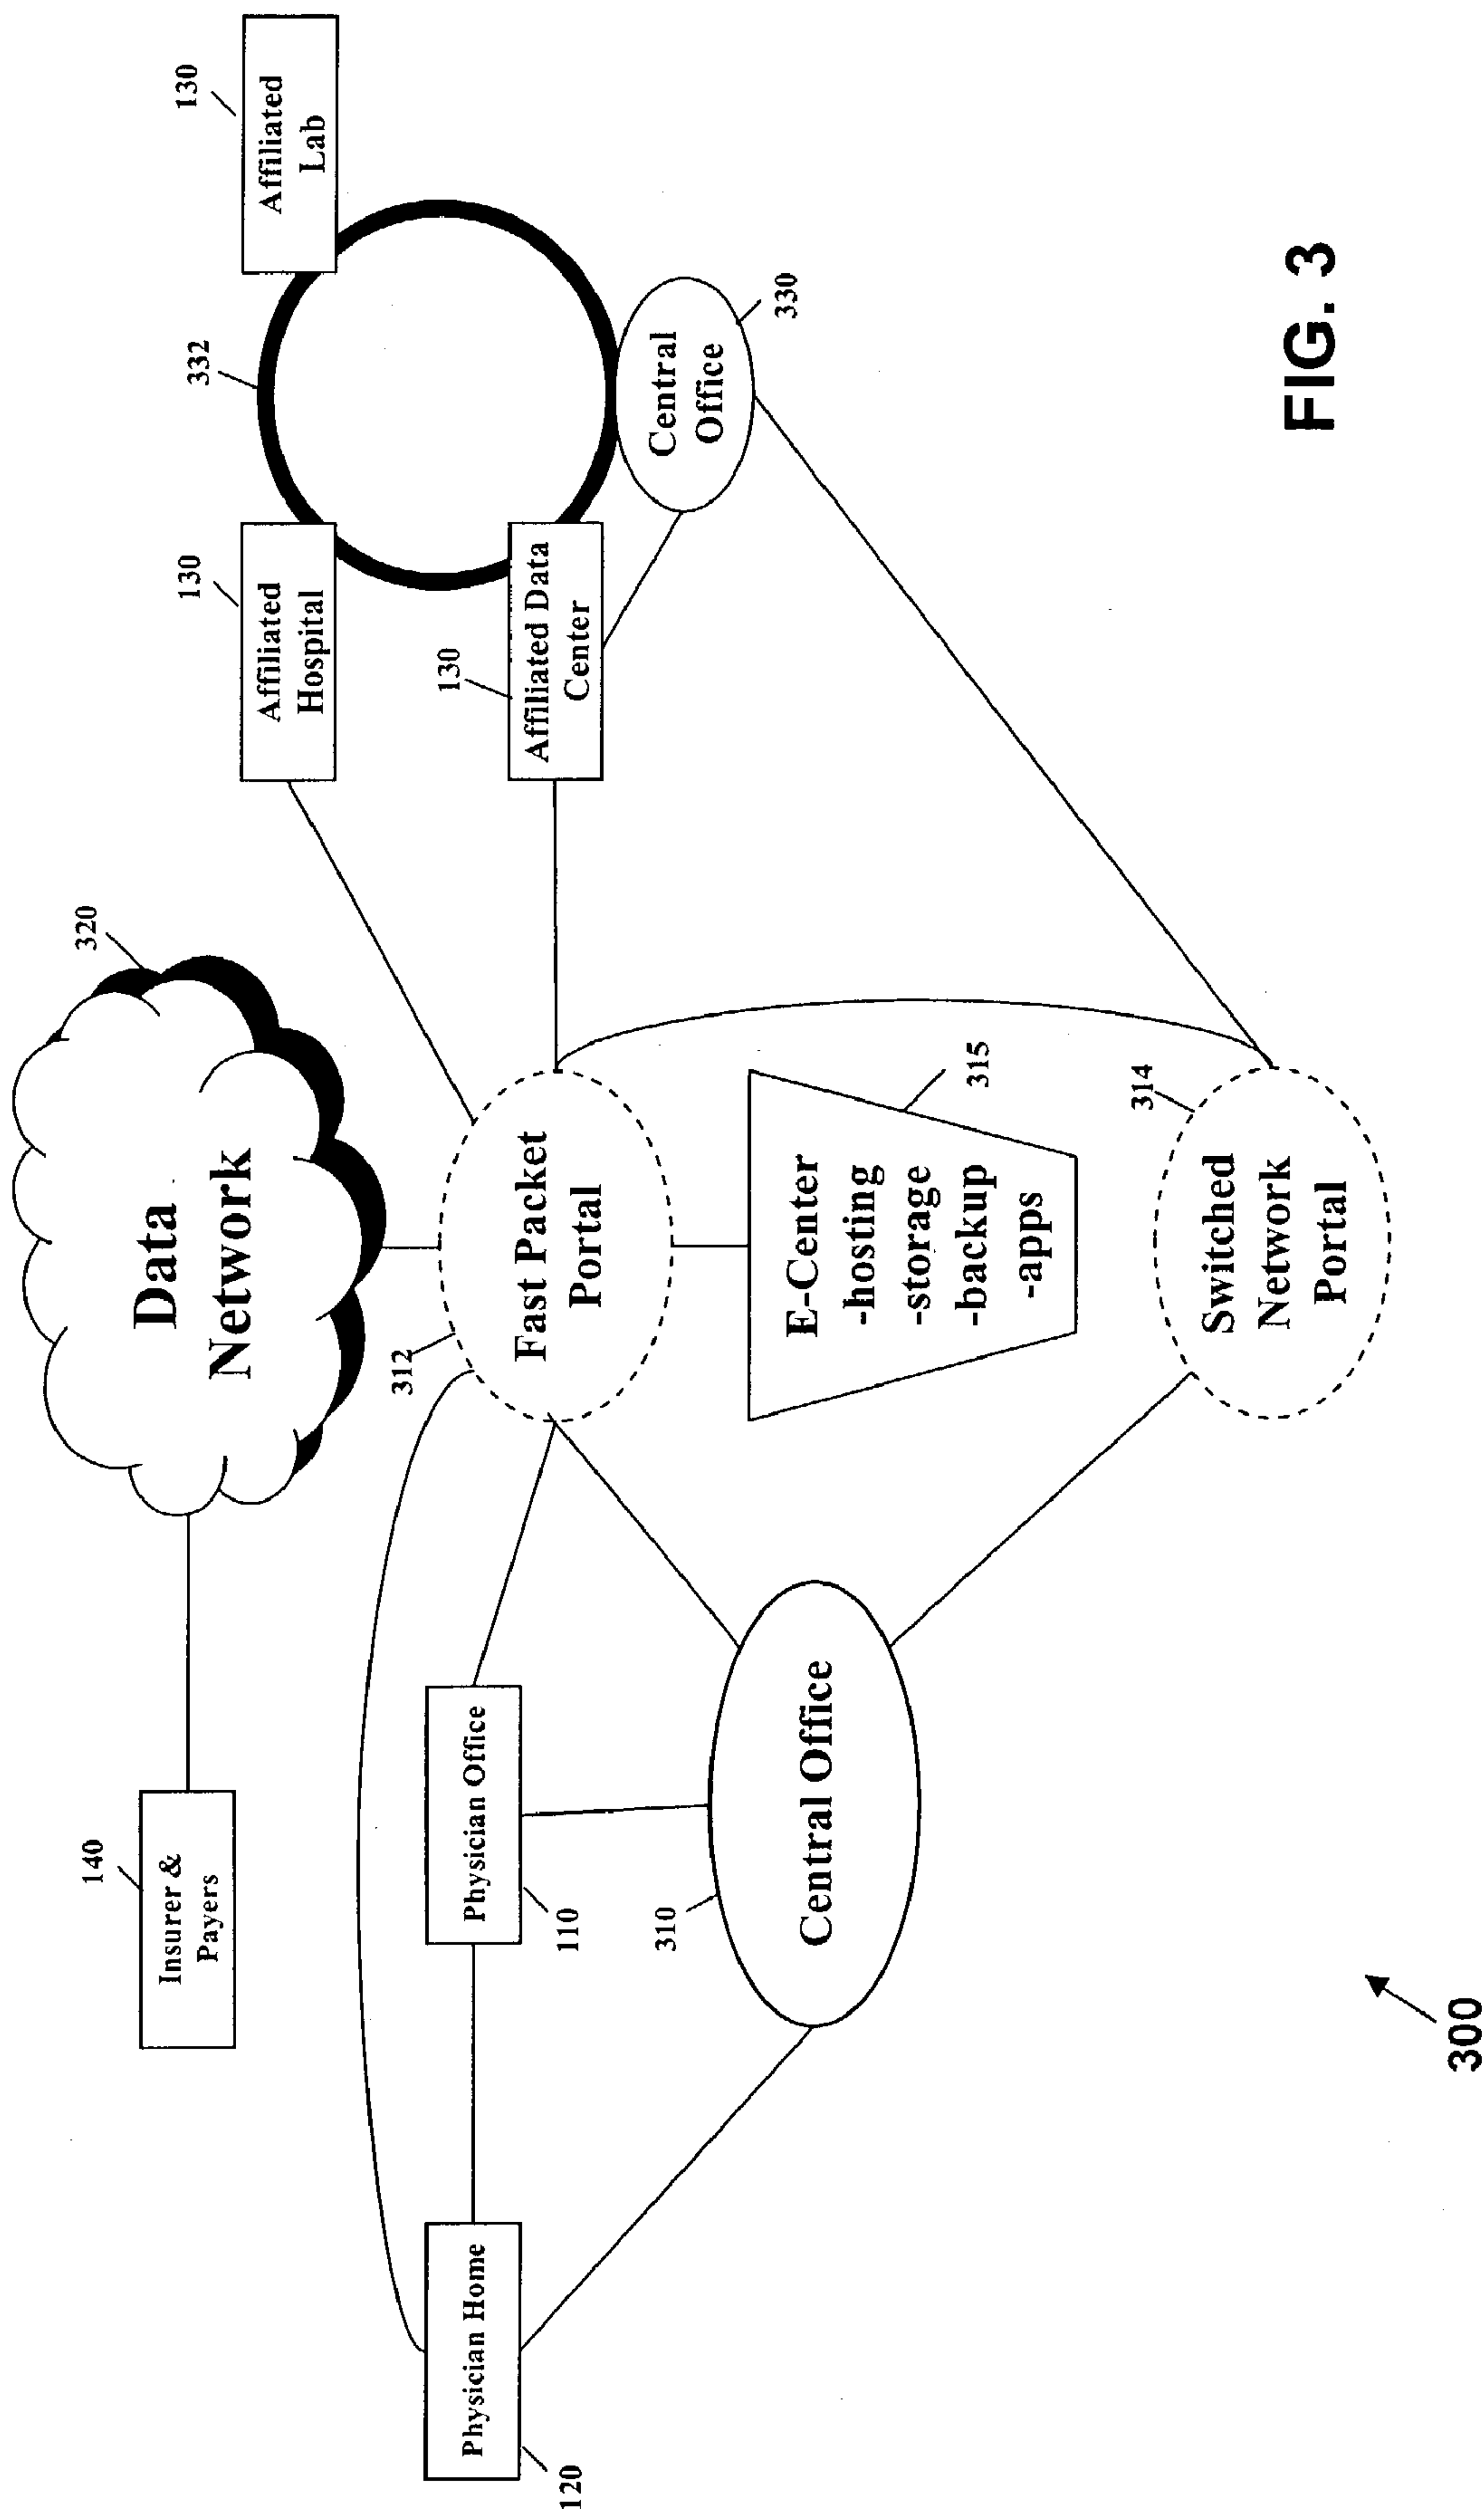 320
Data
Network
140
Insurer &
Payers
332
130
Affiliated
Lab
130
Affiliated
Hospital
130
Affiliated Data
Center
Central
Office
330
312
Fast Packet
Portal
Physician Home
120
Physician Office
110
310
Central Office
E-Center
-hosting
-storage
-backup
-apps
315
314
Switched
Network
Portal
300
FIG. 3